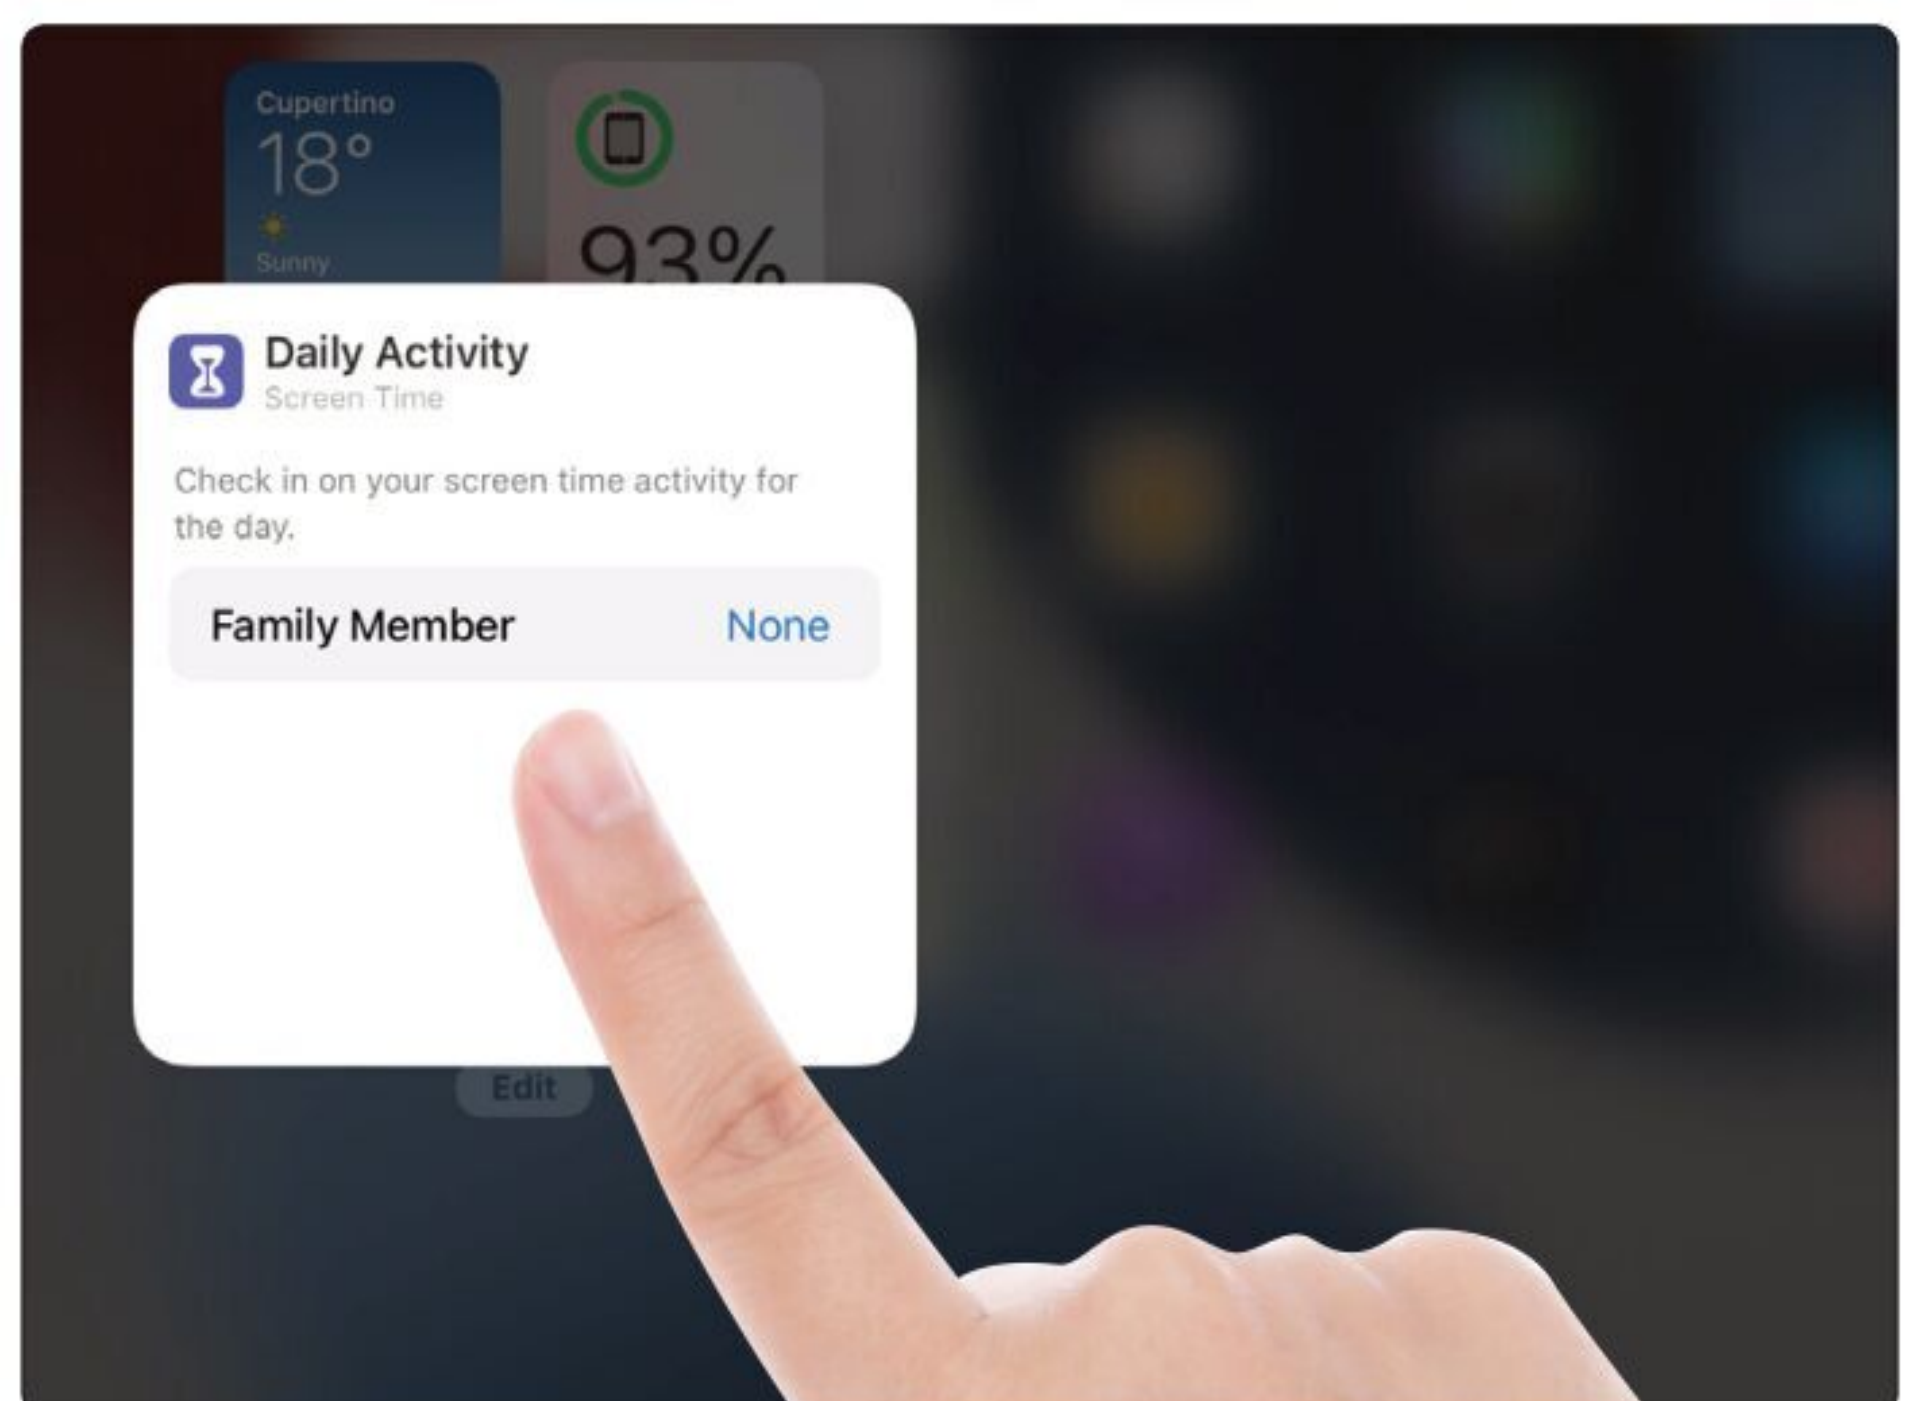 Cupertino
18°
Sunny
93%
Daily Activity
Screen Time
Check in on your screen time activity for
the day.
Family Member
None
Edit